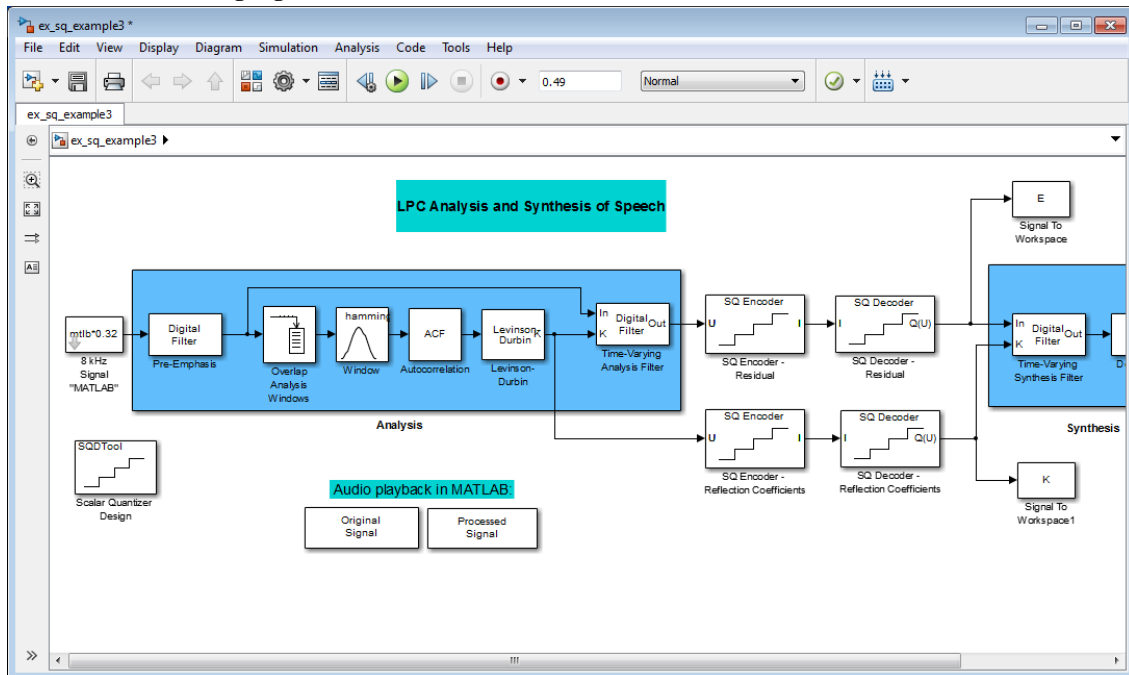 ex_sq_example3 *
File Edit View Display Diagram Simulation Analysis Code Tools Help
0.49
Normal
ex_sq_example3
ex_sq_example3
LPC Analysis and Synthesis of Speech
E
Signal To
Workspace
mtlb*0.32
8 kHz
Signal
"MATLAB"
Digital
Filter
Pre-Emphasis
Overlap
Analysis
Windows
hamming
Window
ACF
Autocorrelation
Levinson
Durbin
K
Levinson-
Durbin
In
K
Digital
Filter
Out
Time-Varying
Analysis Filter
Analysis
SQ Encoder
U
I
SQ Encoder -
Residual
SQ Decoder
I
Q(U)
SQ Decoder -
Residual
In
K
Digital
Filter
Out
Time-Varying
Synthesis Filter
Synthesis
SQ Encoder
U
I
SQ Encoder -
Reflection Coefficients
SQ Decoder
I
Q(U)
SQ Decoder -
Reflection Coefficients
K
Signal To
Workspace1
SQDTool
Scalar Quantizer
Design
Audio playback in MATLAB:
Original
Signal
Processed
Signal